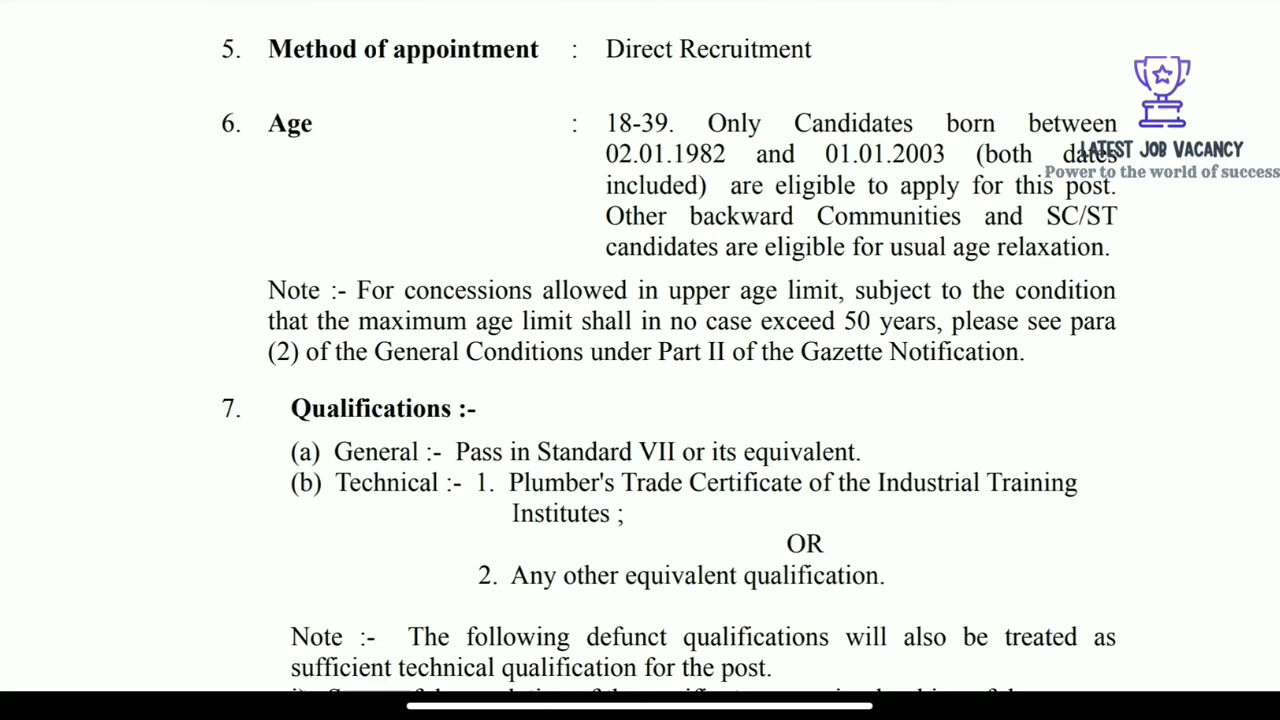 5. Method of appointment : Direct Recruitment
6. Age : 18-39. Only Candidates born between
02.01.1982 and 01.01.2003 (both dates
included) are eligible to apply for this post.
Other backward Communities and SC/ST
candidates are eligible for usual age relaxation.
LATEST JOB VACANCY
Power to the world of success
Note :- For concessions allowed in upper age limit, subject to the condition
that the maximum age limit shall in no case exceed 50 years, please see para
(2) of the General Conditions under Part II of the Gazette Notification.
7. Qualifications :-
(a) General :- Pass in Standard VII or its equivalent.
(b) Technical :- 1. Plumber's Trade Certificate of the Industrial Training
Institutes ;
OR
2. Any other equivalent qualification.
Note :- The following defunct qualifications will also be treated as
sufficient technical qualification for the post.